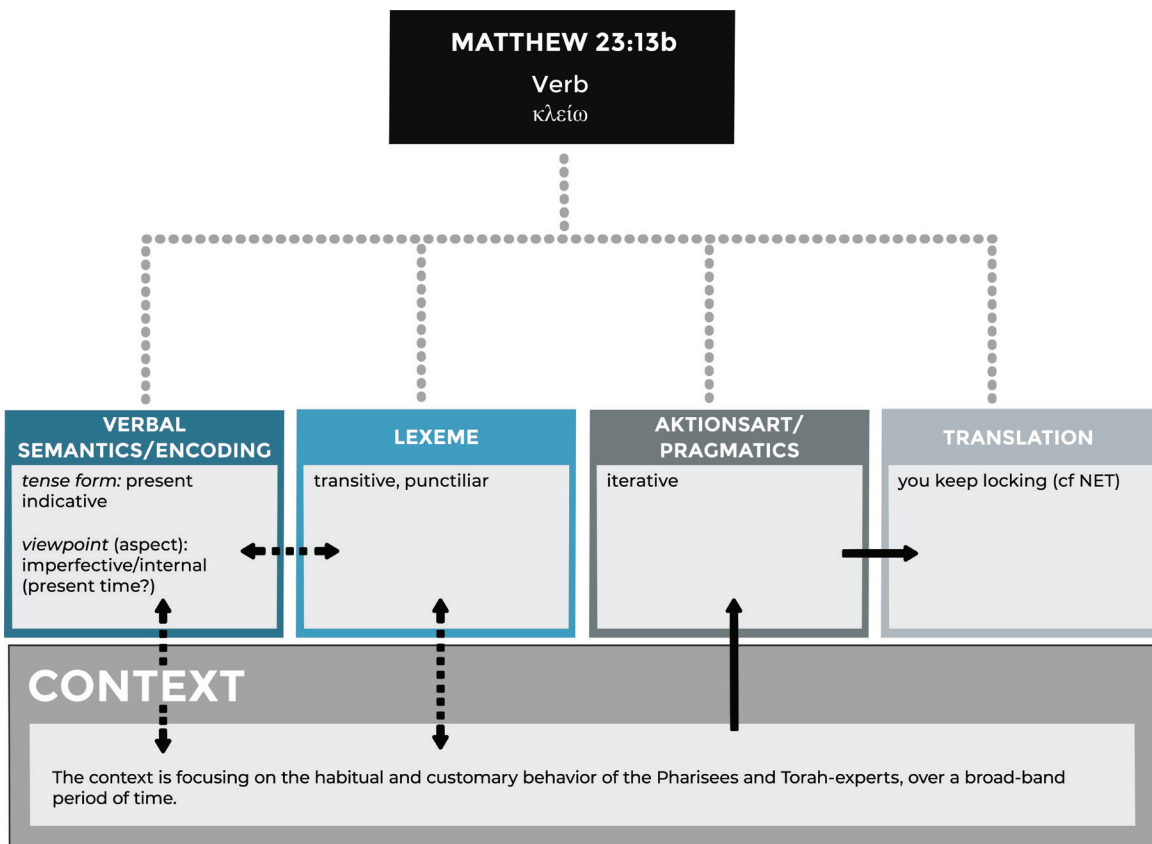 MATTHEW 23:13b
Verb
κλείω
VERBAL
SEMANTICS/ENCODING
tense form: present
indicative
viewpoint (aspect):
imperfective/internal
(present time?)
LEXEME
transitive, punctiliar
AKTIONSART/
PRAGMATICS
iterative
TRANSLATION
you keep locking (cf NET)
CONTEXT
The context is focusing on the habitual and customary behavior of the Pharisees and Torah-experts, over a broad-band
period of time.